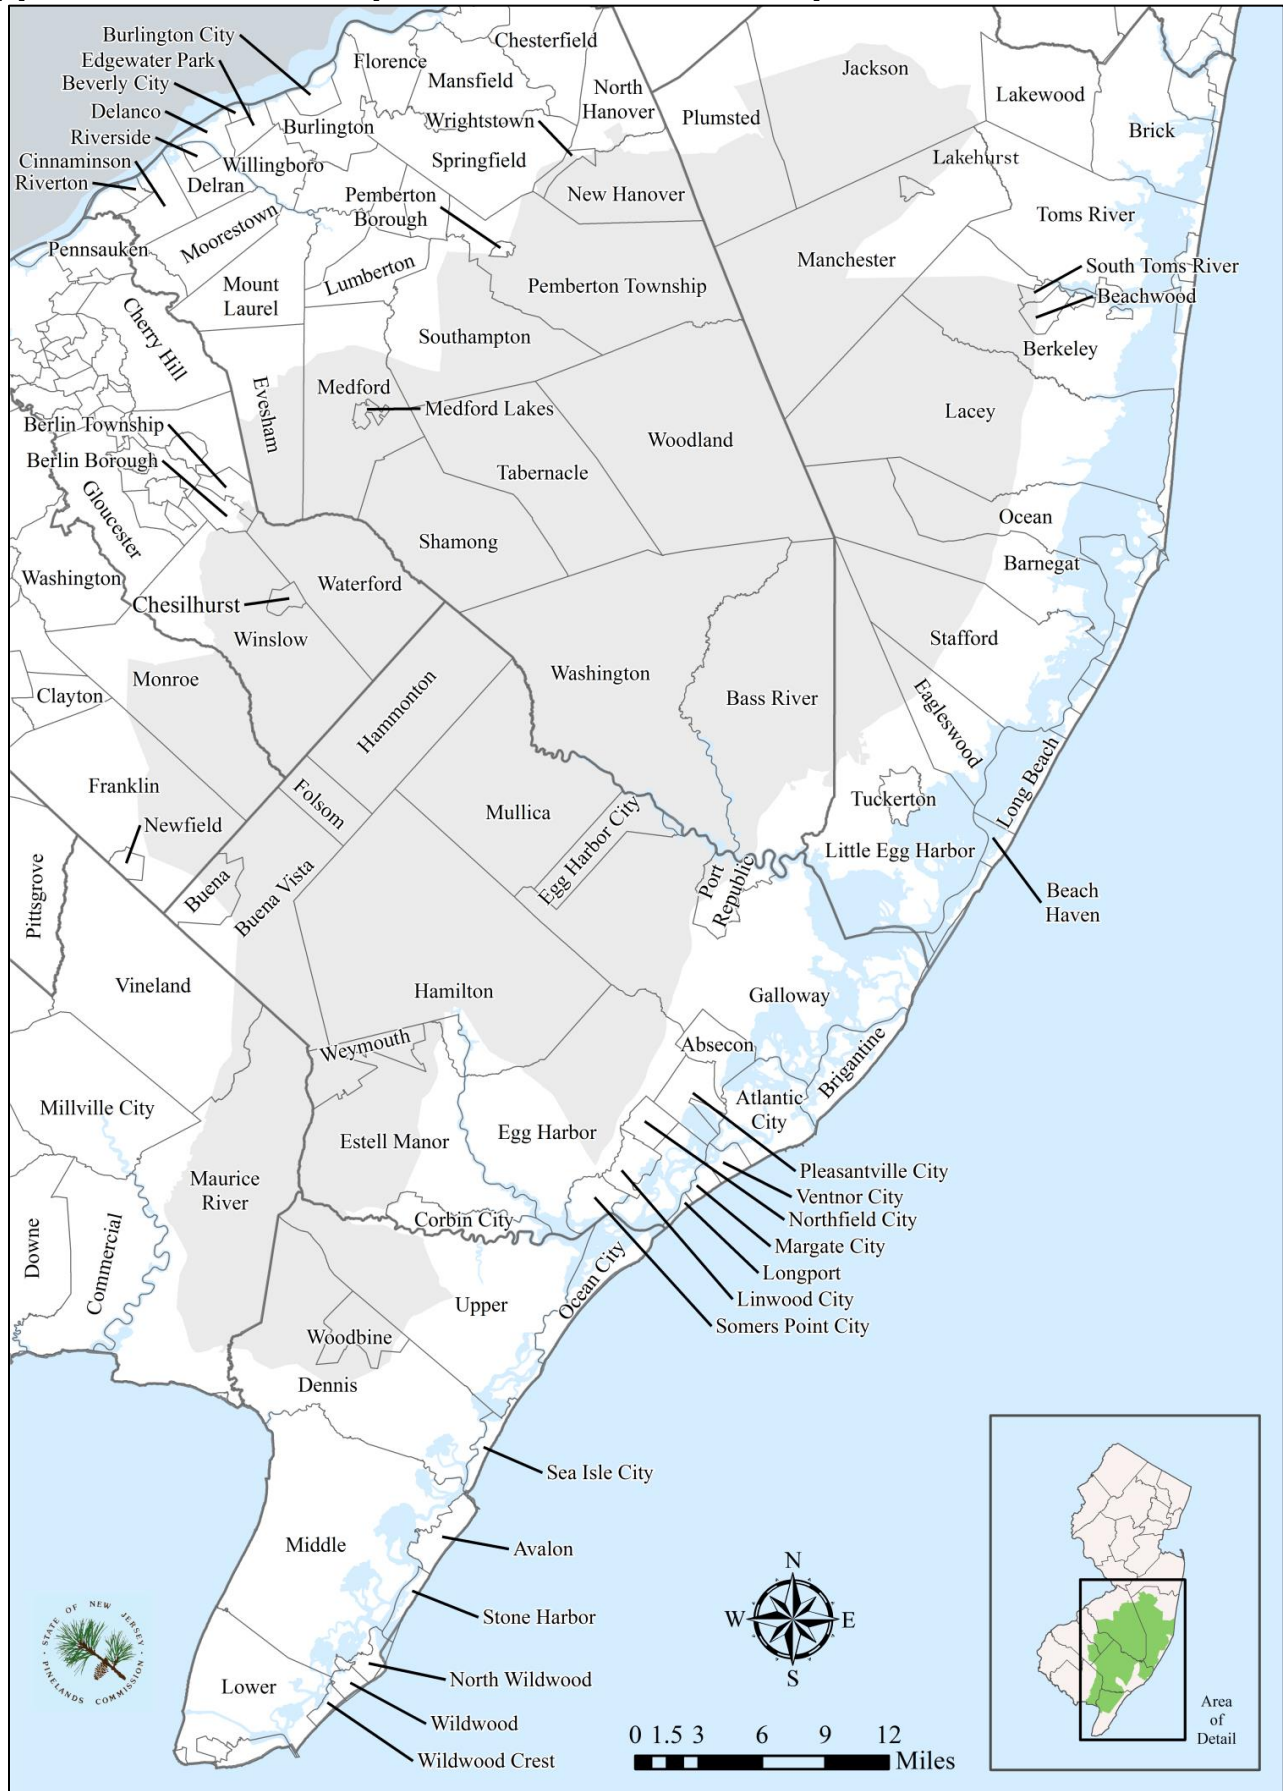 Burlington City
Edgewater Park
Beverly City
Delanco
Riverside
Cinnaminson
Riverton
Florence
Chesterfield
Mansfield
North
Hanover
Burlington
Wrightstown
Springfield
Willingboro
Delran
Pemberton
Borough
New Hanover
Plumsted
Jackson
Lakewood
Brick
Lakehurst
Toms River
Manchester
South Toms River
Beachwood
Berkeley
Pennsauken
Moorestown
Mount
Laurel
Lumberton
Pemberton Township
Southampton
Cherry Hill
Evesham
Medford
Medford Lakes
Lacey
Berlin Township
Berlin Borough
Gloucester
Tabernacle
Woodland
Ocean
Barnegat
Shamong
Washington
Waterford
Chesilhurst
Winslow
Stafford
Monroe
Clayton
Hammonton
Washington
Bass River
Eagleswood
Franklin
Folsom
Mullica
Tuckerton
Long Beach
Newfield
Egg Harbor City
Little Egg Harbor
Pittsgrove
Buena
Buena Vista
Port
Republic
Beach
Haven
Vineland
Hamilton
Galloway
Weymouth
Absecon
Brigantine
Millville City
Estell Manor
Egg Harbor
Atlantic
City
Maurice
River
Pleasantville City
Ventnor City
Northfield City
Margate City
Longport
Linwood City
Somers Point City
Downe
Commercial
Corbin City
Ocean City
Upper
Woodbine
Dennis
Sea Isle City
Middle
Avalon
Stone Harbor
Lower
North Wildwood
Wildwood
Wildwood Crest
STATE OF NEW JERSEY
PINELANDS COMMISSION
N
W E
S
0 1.5 3 6 9 12
Miles
Area
of
Detail